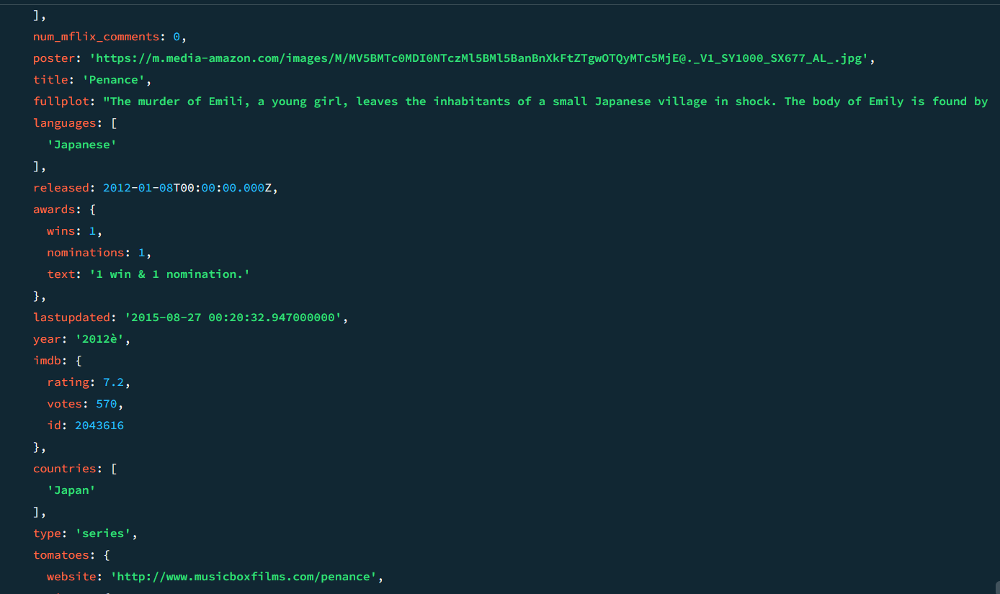 ],
num_mflix_comments: 0,
poster: 'https://m.media-amazon.com/images/M/MV5BMTc0MDI0NTczMl5BMl5BanBnXkFtZTgwOTQyMTc5MjE@._V1_SY1000_SX677_AL_.jpg',
title: 'Penance',
fullplot: "The murder of Emili, a young girl, leaves the inhabitants of a small Japanese village in shock. The body of Emily is found by
languages: [
'Japanese'
],
released: 2012-01-08T00:00:00.000Z,
awards: {
wins: 1,
nominations: 1,
text: '1 win & 1 nomination.'
},
lastupdated: '2015-08-27 00:20:32.947000000',
year: '2012è',
imdb: {
rating: 7.2,
votes: 570,
id: 2043616
},
countries: [
'Japan'
],
type: 'series',
tomatoes: {
website: 'http://www.musicboxfilms.com/penance',